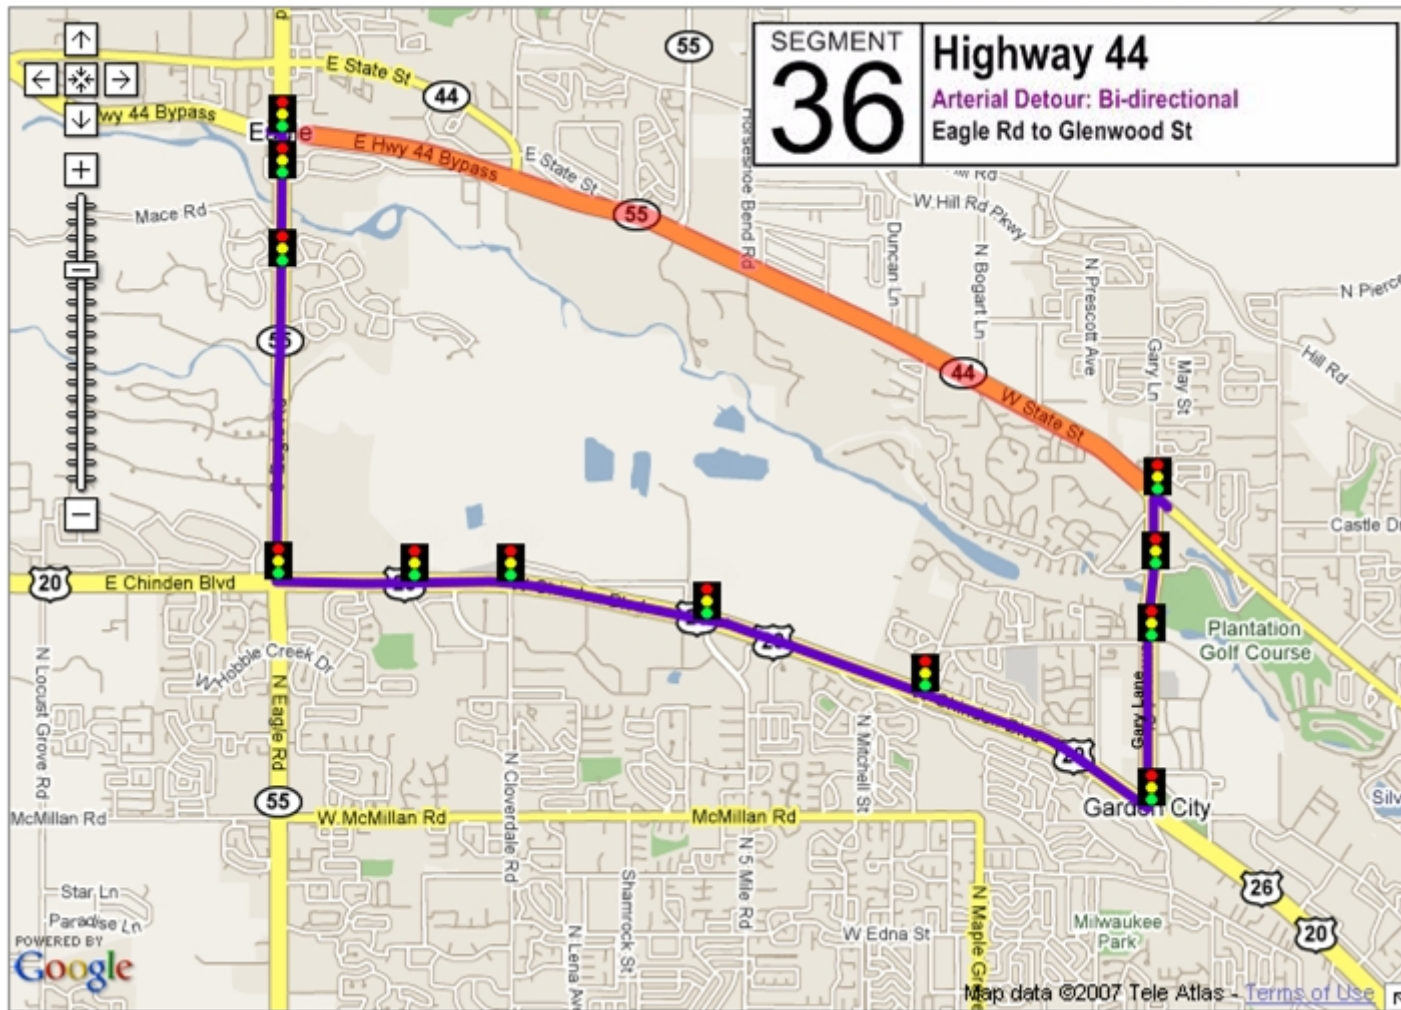 SEGMENT
36
Highway 44
Arterial Detour: Bi-directional
Eagle Rd to Glenwood St
55
E State St
44
wy 44 Bypass
E Hwy 44 Bypass
E State St
55
Horseshoe Bend Rd
Hill Rd
W Hill Rd Pkwy
Mace Rd
Duncan Ln
N Bogart Ln
N Prescott Ave
N Pierce
Gary Ln
May St
Hill Rd
55
44
W State St
Castle Dr
20
E Chinden Blvd
20
Plantation
Golf Course
W Hobble Creek Dr
N Locust Grove Rd
N Eagle Rd
Gary Lane
N Mitchell St
N Cloverdale Rd
55
Garden City
Silv
McMillan Rd
W McMillan Rd
McMillan Rd
N 5 Mile Rd
Shamrock St
N Lena Ave
N Maple Grove
26
20
Star Ln
Paradise Ln
W Edna St
Milwaukee
Park
POWERED BY
Google
Map data ©2007 Tele Atlas - Terms of Use